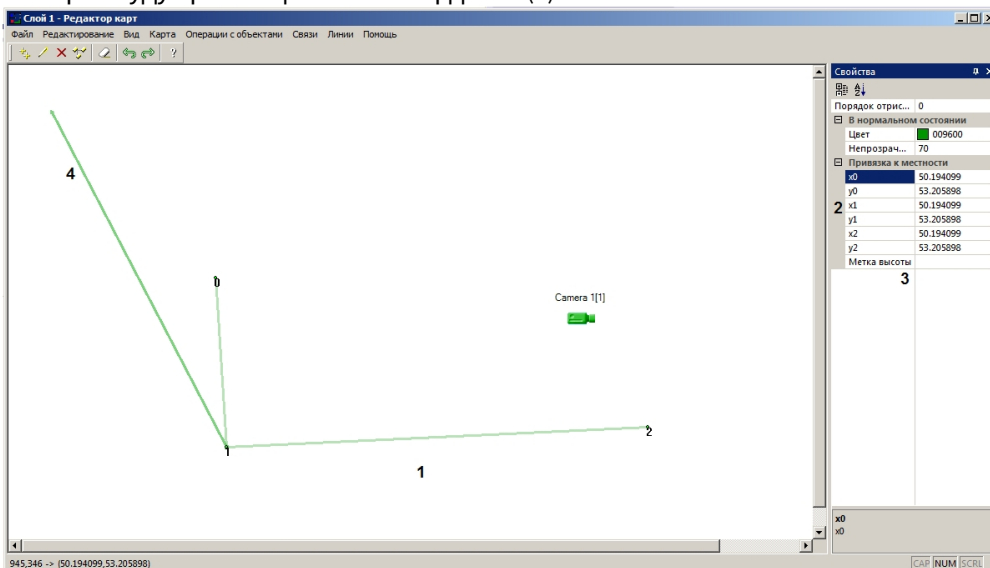 Слой 1 - Редактор карт
Файл Редактирование Вид Карта Операции с объектами Связи Линии Помощь
?
Свойства
Порядок отрис... 0
В нормальном состоянии
Цвет 009600
Непрозрач... 70
Привязка к местности
x0 50.194099
y0 53.205898
x1 50.194099
y1 53.205898
x2 50.194099
y2 53.205898
Метка высоты
2
3
4
0
Camera 1[1]
1
2
1
x0
x0
945,346 -> (50.194099,53.205898)
CAP NUM SCRL